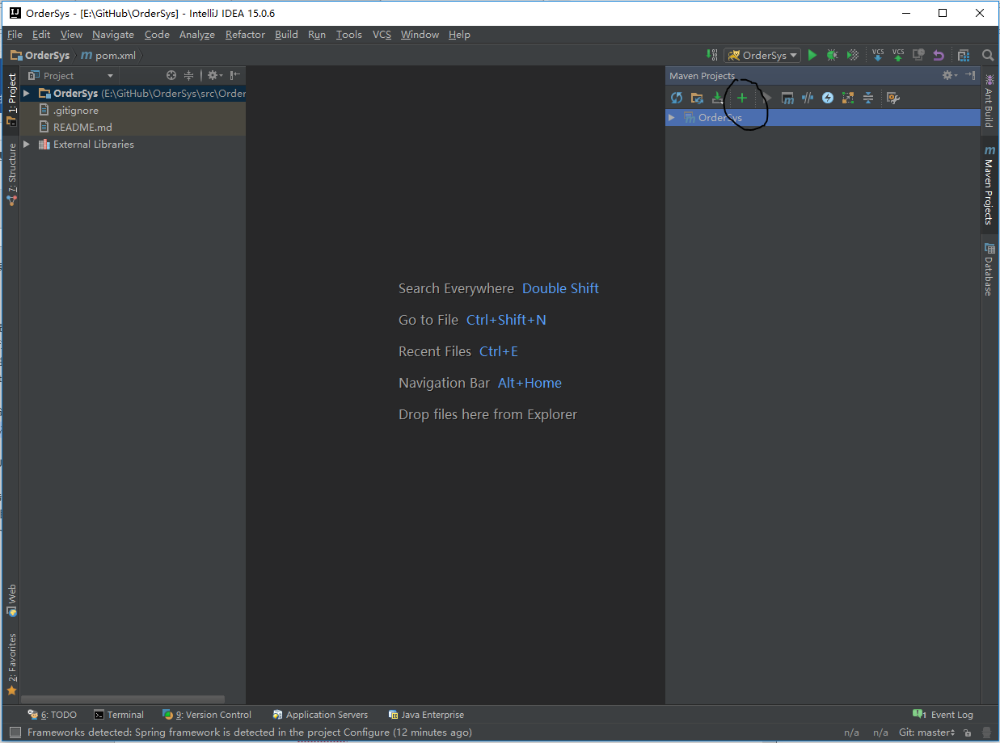 OrderSys - [E:\GitHub\OrderSys] - IntelliJ IDEA 15.0.6
File Edit View Navigate Code Analyze Refactor Build Run Tools VCS Window Help
OrderSys pom.xml OrderSys VCS VCS
Project
Maven Projects
1: Project
7: Structure
Web
2: Favorites
OrderSys (E:\GitHub\OrderSys\src\Order
.gitignore
README.md
External Libraries
OrderSys
Ant Build
Maven Projects
Database
Search Everywhere Double Shift
Go to File Ctrl+Shift+N
Recent Files Ctrl+E
Navigation Bar Alt+Home
Drop files here from Explorer
6: TODO Terminal 9: Version Control Application Servers Java Enterprise 1 Event Log
Frameworks detected: Spring framework is detected in the project Configure (12 minutes ago) n/a n/a Git: master